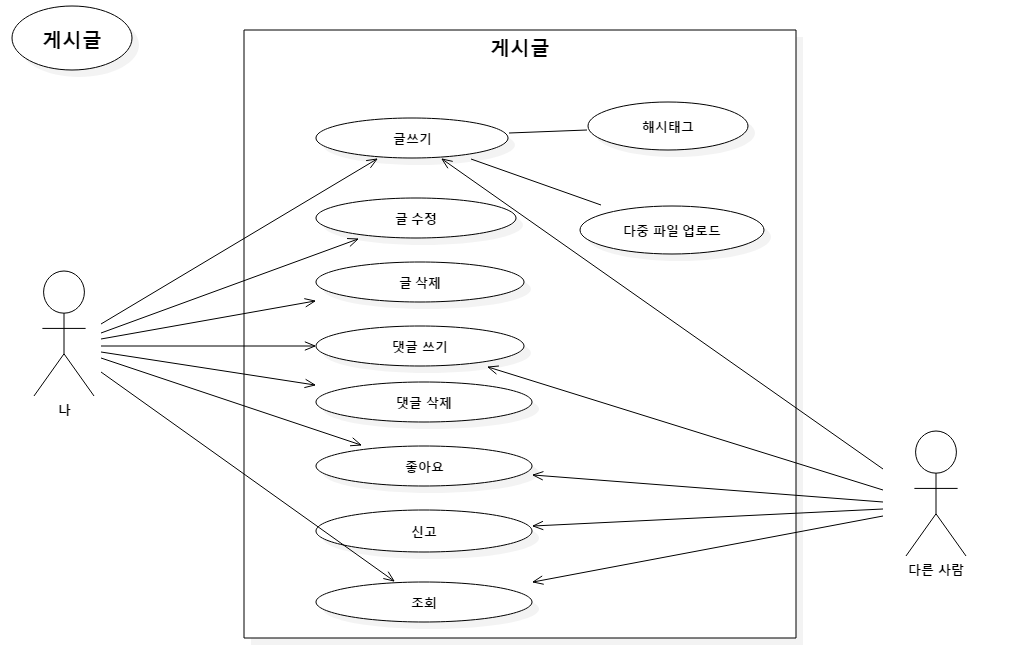 게시글
게시글
글쓰기
해시태그
글 수정
다중 파일 업로드
글 삭제
댓글 쓰기
댓글 삭제
나
좋아요
신고
다른 사람
조회